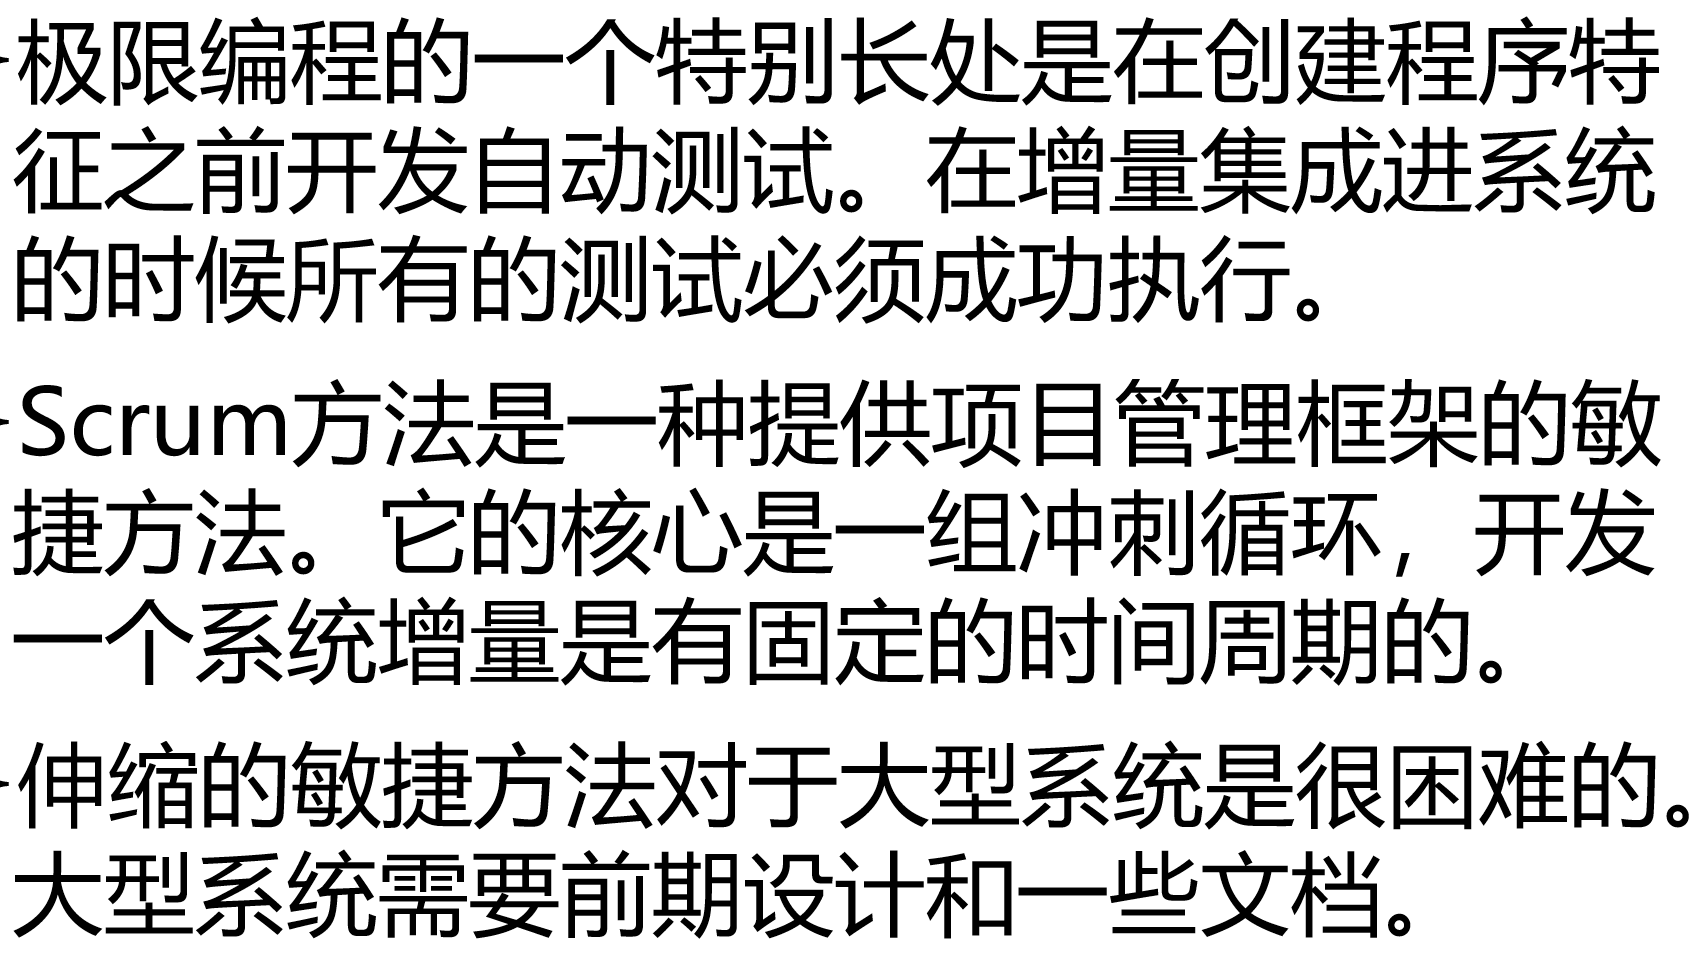 极限编程的一个特别长处是在创建程序特
征之前开发自动测试。在增量集成进系统
的时候所有的测试必须成功执行。
Scrum方法是一种提供项目管理框架的敏
捷方法。它的核心是一组冲刺循环，开发
一个系统增量是有固定的时间周期的。
伸缩的敏捷方法对于大型系统是很困难的。
大型系统需要前期设计和一些文档。